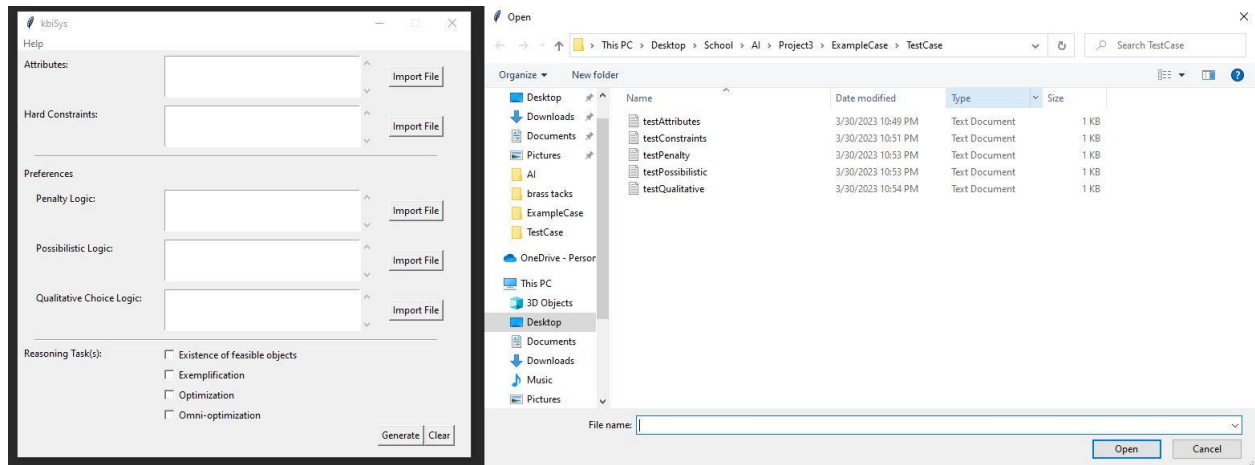 kbiSys
Help
Attributes:
Import File
Hard Constraints:
Import File
Preferences
Penalty Logic:
Import File
Possibilistic Logic:
Import File
Qualitative Choice Logic:
Import File
Reasoning Task(s):
Existence of feasible objects
Exemplification
Optimization
Omni-optimization
Generate Clear
Open
This PC > Desktop > School > AI > Project3 > ExampleCase > TestCase
Search TestCase
Organize New folder
Name Date modified Type Size
testAttributes 3/30/2023 10:49 PM Text Document 1 KB
testConstraints 3/30/2023 10:51 PM Text Document 1 KB
testPenalty 3/30/2023 10:53 PM Text Document 1 KB
testPossibilistic 3/30/2023 10:53 PM Text Document 1 KB
testQualitative 3/30/2023 10:54 PM Text Document 1 KB
Desktop
Downloads
Documents
Pictures
AI
brass tacks
ExampleCase
TestCase
OneDrive - Person
This PC
3D Objects
Desktop
Documents
Downloads
Music
Pictures
File name:
Open Cancel